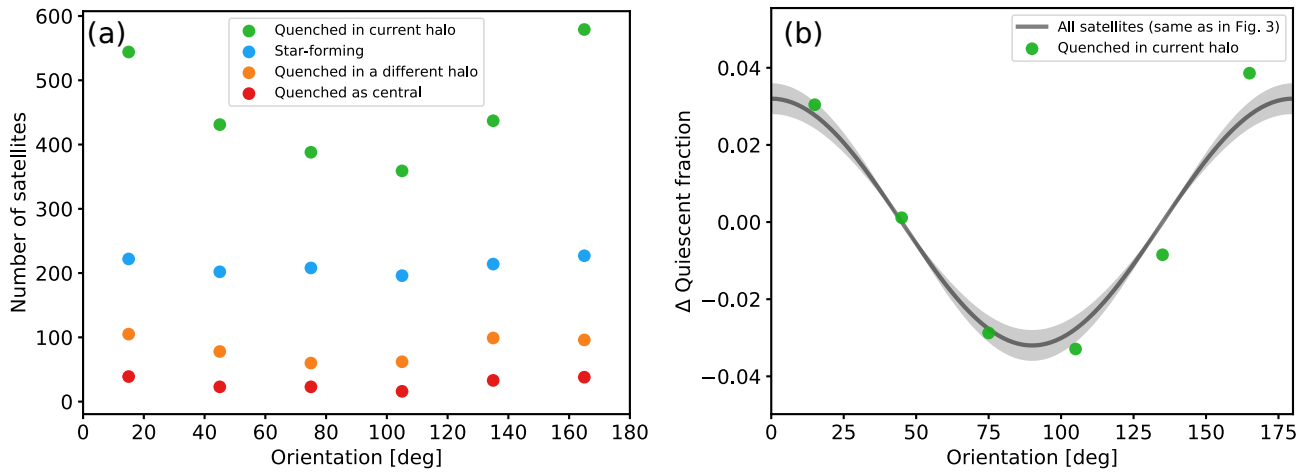 (a)
Quenched in current halo
Star-forming
Quenched in a different halo
Quenched as central
Number of satellites
600
500
400
300
200
100
0
0 20 40 60 80 100 120 140 160 180
Orientation [deg]
(b)
All satellites (same as in Fig. 3)
Quenched in current halo
Δ Quiescent fraction
0.04
0.02
0.00
−0.02
−0.04
0 25 50 75 100 125 150 175
Orientation [deg]